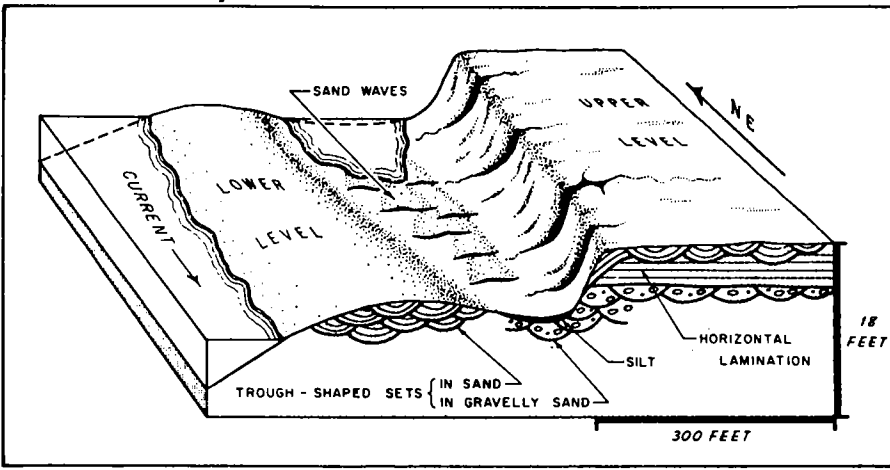 SAND WAVES
UPPER
LEVEL
NE
LOWER
LEVEL
CURRENT
18
FEET
HORIZONTAL
LAMINATION
SILT
TROUGH - SHAPED SETS { IN SAND
IN GRAVELLY SAND
300 FEET